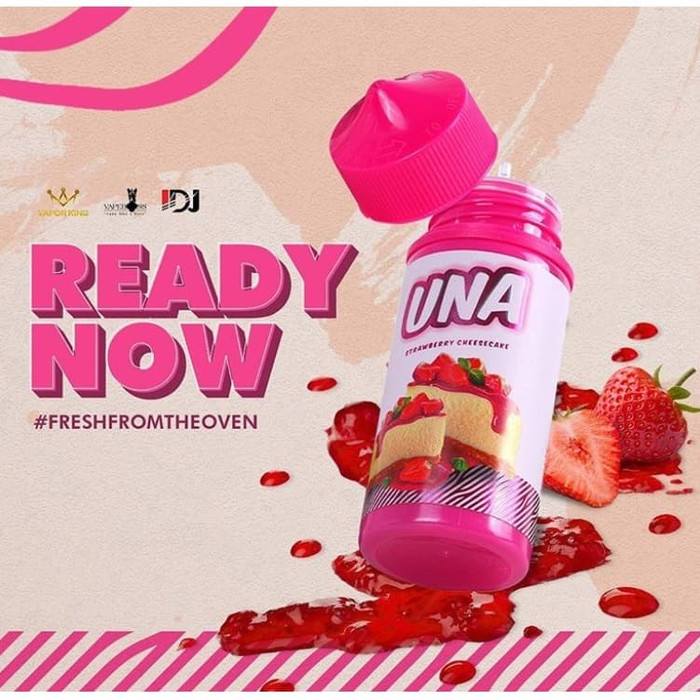 VAPOR KING
IDJ
READY
NOW
#FRESHFROMTHEOVEN
UNA
STRAWBERRY CHEESECAKE